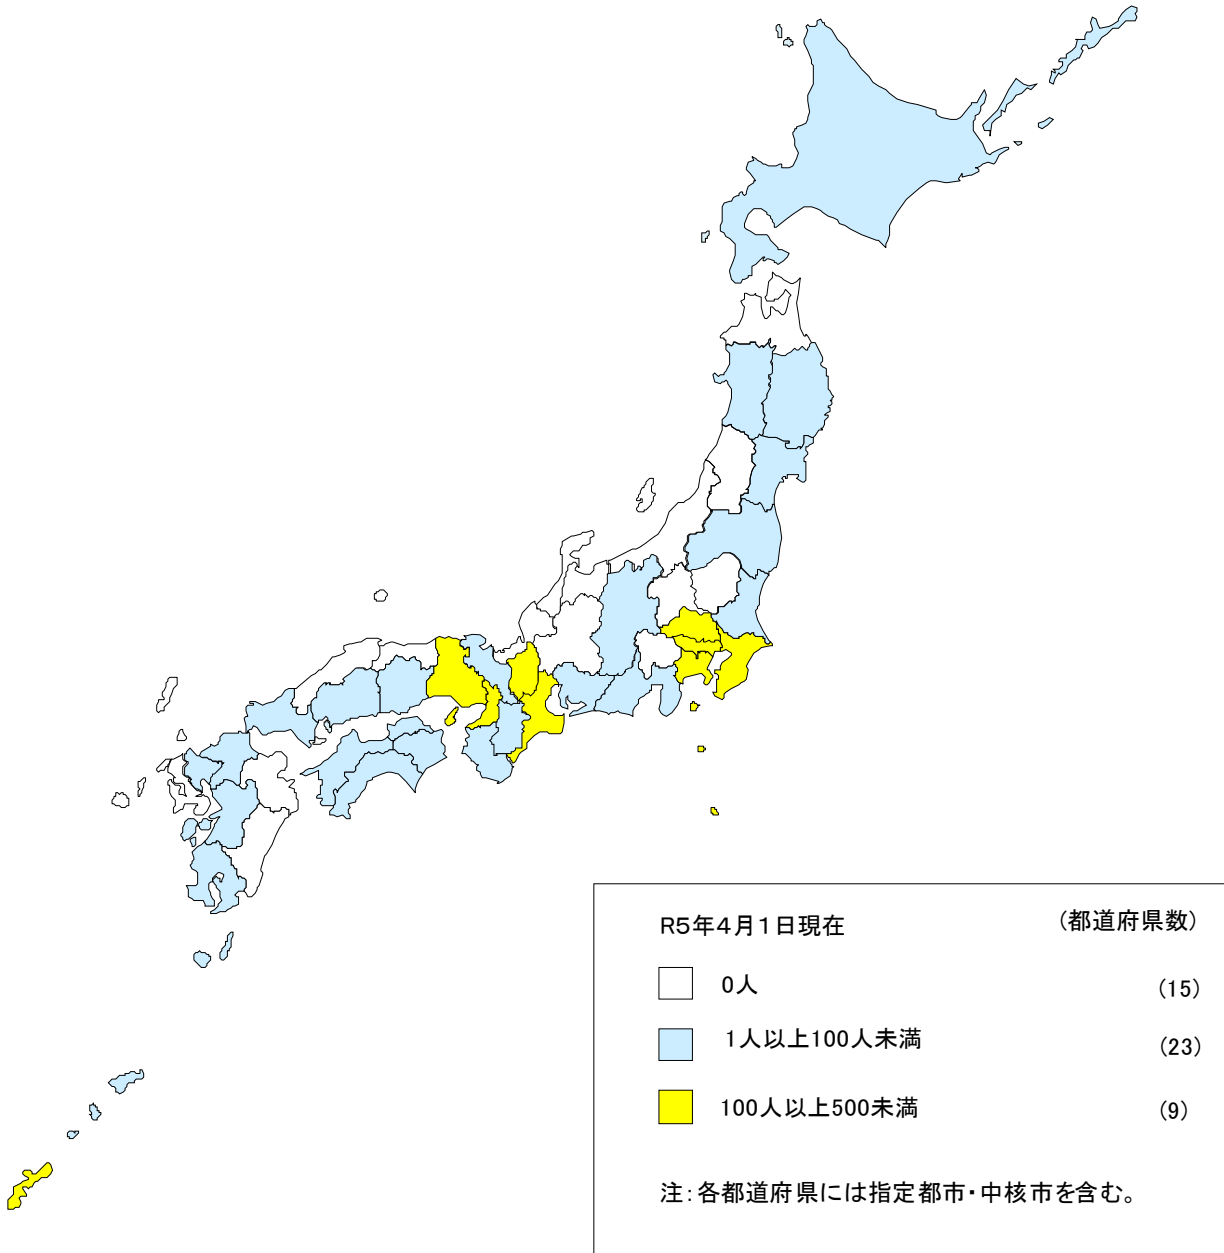 R5年4月1日現在 （都道府県数）
0人 （15）
1人以上100人未満 （23）
100人以上500未満 （9）
注：各都道府県には指定都市・中核市を含む。